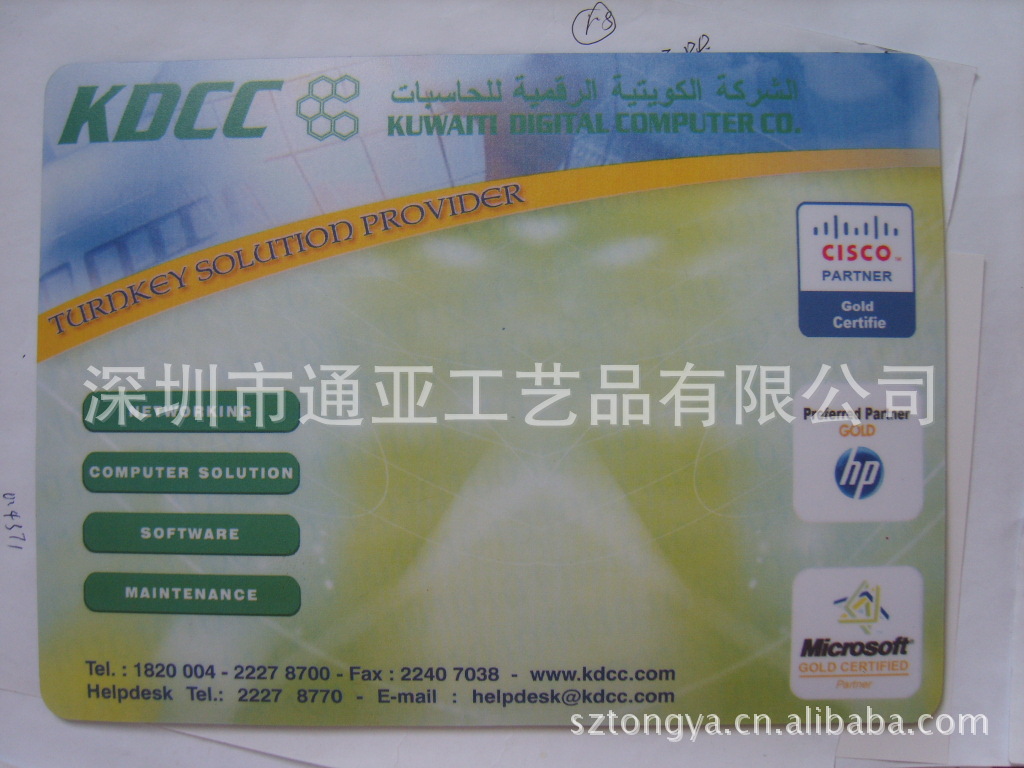 KDCC
الشركة الكويتية الرقمية للحاسبات
KUWAITI DIGITAL COMPUTER CO.
TURNKEY SOLUTION PROVIDER
CISCO
PARTNER
Gold
Certifie
深圳市通亚工艺品有限公司
NETWORKING
Preferred Partner
GOLD
hp
COMPUTER SOLUTION
SOFTWARE
MAINTENANCE
Microsoft
GOLD CERTIFIED
Partner
Tel. : 1820 004 - 2227 8700 - Fax : 2240 7038 - www.kdcc.com
Helpdesk Tel.: 2227 8770 - E-mail : helpdesk@kdcc.com
sztongya.cn.alibaba.com